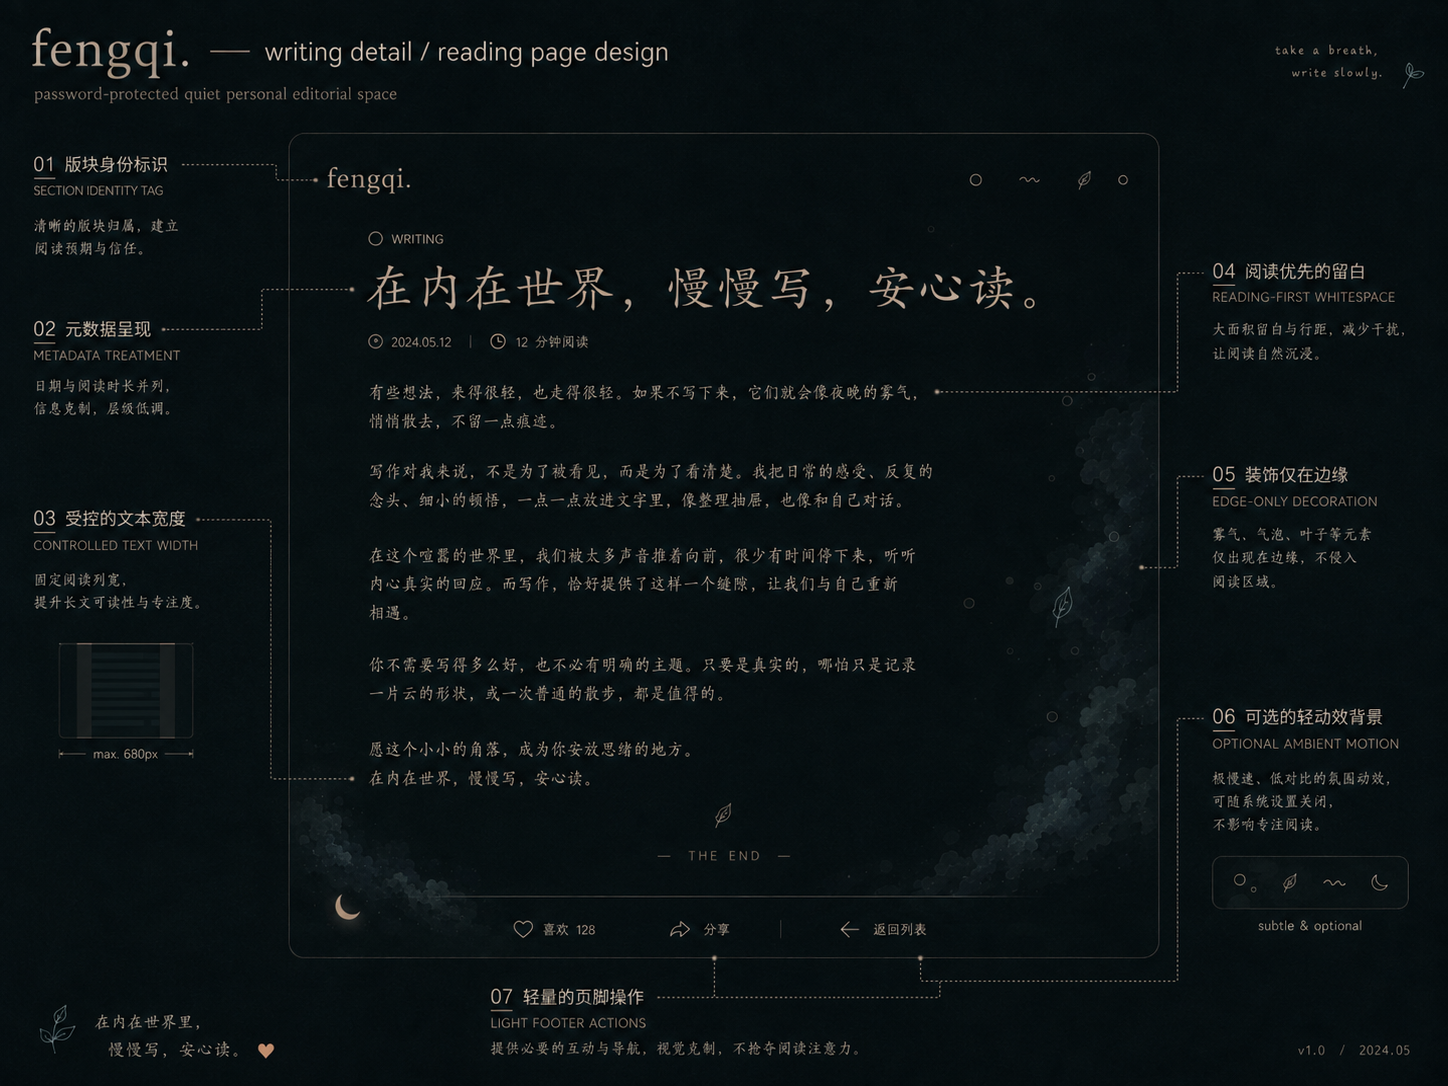 fengqi. — writing detail / reading page design
password-protected quiet personal editorial space
take a breath,
write slowly.
01 版块身份标识
SECTION IDENTITY TAG
清晰的版块归属，建立
阅读预期与信任。
02 元数据呈现
METADATA TREATMENT
日期与阅读时长并列，
信息克制，层级低调。
03 受控的文本宽度
CONTROLLED TEXT WIDTH
固定阅读列宽，
提升长文可读性与专注度。
max. 680px
fengqi.
WRITING
在内在世界，慢慢写，安心读。
2024.05.12 | 12 分钟阅读
有些想法，来得很轻，也走得很轻。如果不写下来，它们就会像夜晚的雾气，
悄悄散去，不留一点痕迹。
写作对我来说，不是为了被看见，而是为了看清楚。我把日常的感受、反复的
念头、细小的顿悟，一点一点放进文字里，像整理抽屉，也像和自己对话。
在这个喧嚣的世界里，我们被太多声音推着向前，很少有时间停下来，听听
内心真实的回应。而写作，恰好提供了这样一个缝隙，让我们与自己重新
相遇。
你不需要写得多么好，也不必有明确的主题。只要是真实的，哪怕只是记录
一片云的形状，或一次普通的散步，都是值得的。
愿这个小小的角落，成为你安放思绪的地方。
在内在世界，慢慢写，安心读。
— THE END —
喜欢 128
分享
返回列表
04 阅读优先的留白
READING-FIRST WHITESPACE
大面积留白与行距，减少干扰，
让阅读自然沉浸。
05 装饰仅在边缘
EDGE-ONLY DECORATION
雾气、气泡、叶子等元素
仅出现在边缘，不侵入
阅读区域。
06 可选的轻动效背景
OPTIONAL AMBIENT MOTION
极慢速、低对比的氛围动效，
可随系统设置关闭，
不影响专注阅读。
subtle & optional
07 轻量的页脚操作
LIGHT FOOTER ACTIONS
提供必要的互动与导航，视觉克制，不抢夺阅读注意力。
在内在世界里，
慢慢写，安心读。
v1.0 / 2024.05